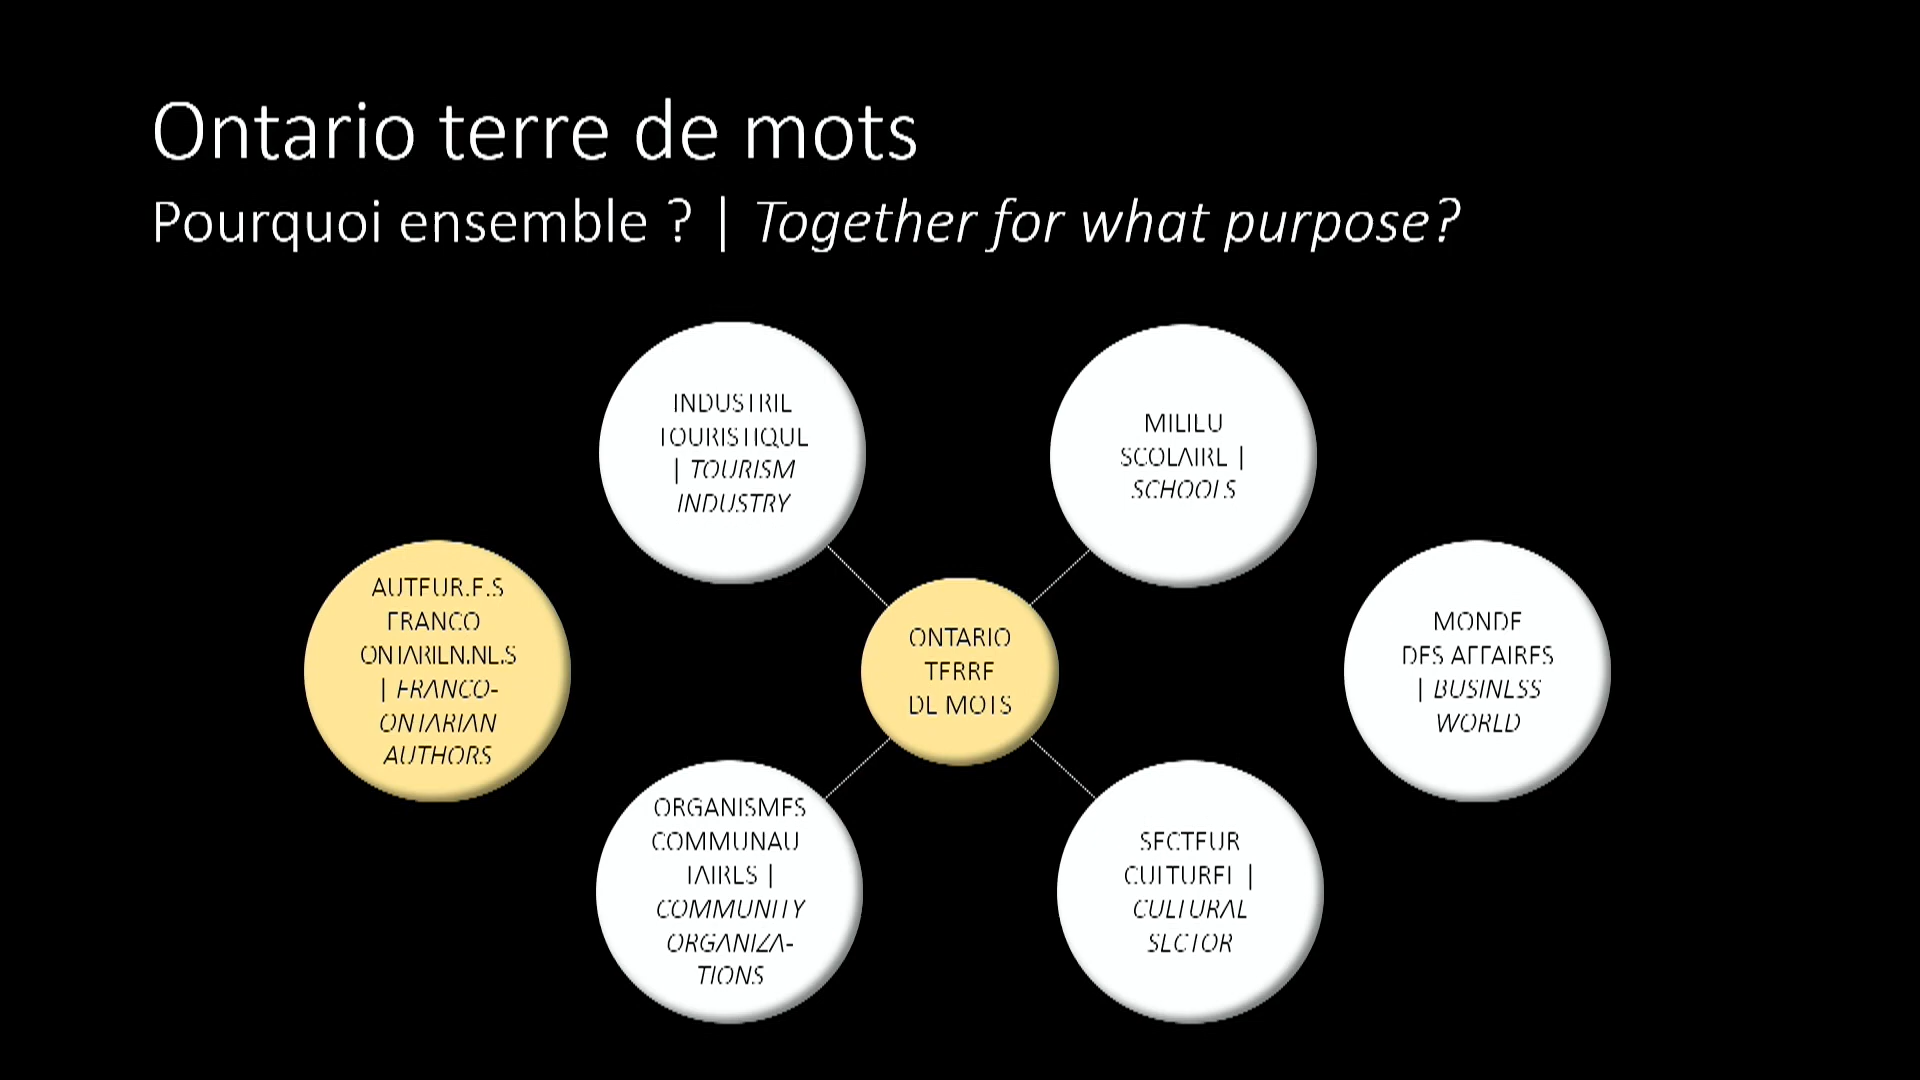 Ontario terre de mots
Pourquoi ensemble ? | Together for what purpose?
INDUSTRIE
TOURISTIQUE
| TOURISM
INDUSTRY
MILIEU
SCOLAIRE |
SCHOOLS
AUTEUR.E.S
FRANCO
ONTARIEN.NE.S
| FRANCO-
ONTARIAN
AUTHORS
ONTARIO
TERRE
DE MOTS
MONDE
DES AFFAIRES
| BUSINESS
WORLD
ORGANISMES
COMMUNAU
TAIRES |
COMMUNITY
ORGANIZA-
TIONS
SECTEUR
CULTUREL |
CULTURAL
SECTOR